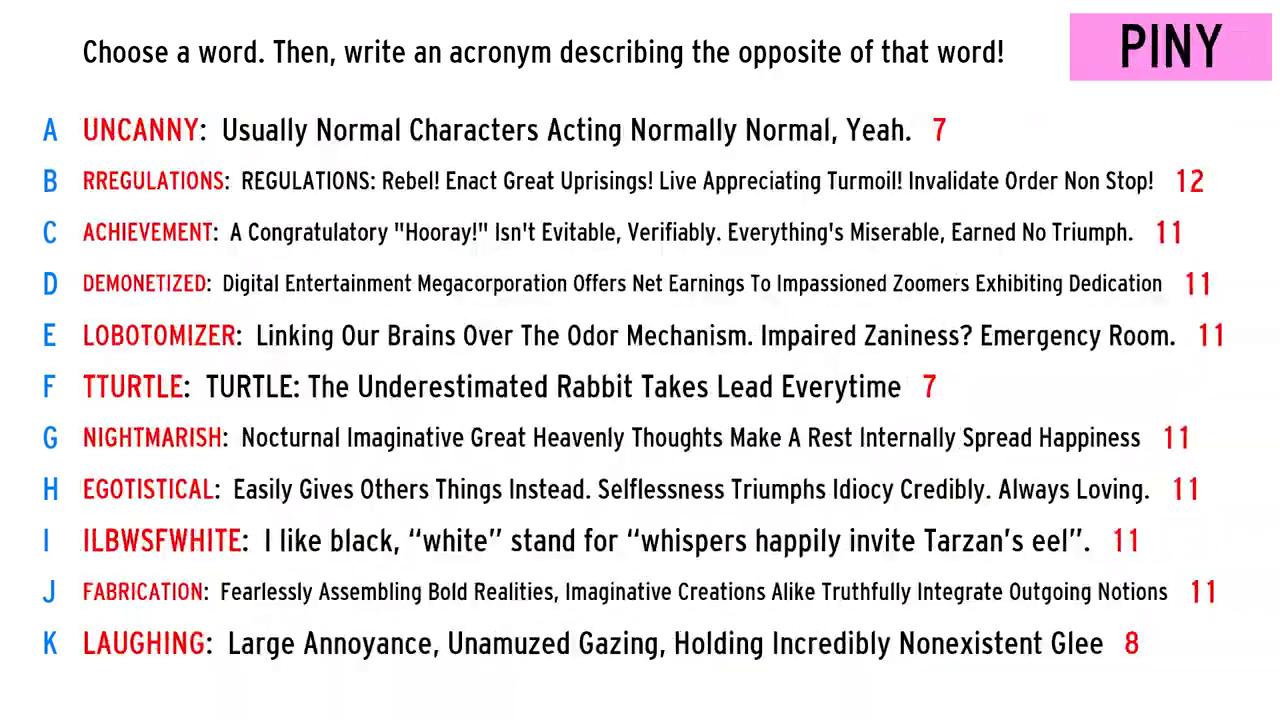 Choose a word. Then, write an acronym describing the opposite of that word!
PINY
A UNCANNY: Usually Normal Characters Acting Normally Normal, Yeah. 7
B RREGULATIONS: REGULATIONS: Rebel! Enact Great Uprisings! Live Appreciating Turmoil! Invalidate Order Non Stop! 12
C ACHIEVEMENT: A Congratulatory "Hooray!" Isn't Evitable, Verifiably. Everything's Miserable, Earned No Triumph. 11
D DEMONETIZED: Digital Entertainment Megacorporation Offers Net Earnings To Impassioned Zoomers Exhibiting Dedication 11
E LOBOTOMIZER: Linking Our Brains Over The Odor Mechanism. Impaired Zaniness? Emergency Room. 11
F TTURTLE: TURTLE: The Underestimated Rabbit Takes Lead Everytime 7
G NIGHTMARISH: Nocturnal Imaginative Great Heavenly Thoughts Make A Rest Internally Spread Happiness 11
H EGOTISTICAL: Easily Gives Others Things Instead. Selflessness Triumphs Idiocy Credibly. Always Loving. 11
I ILBWSFWHITE: I like black, “white” stand for “whispers happily invite Tarzan’s eel”. 11
J FABRICATION: Fearlessly Assembling Bold Realities, Imaginative Creations Alike Truthfully Integrate Outgoing Notions 11
K LAUGHING: Large Annoyance, Unamuzed Gazing, Holding Incredibly Nonexistent Glee 8